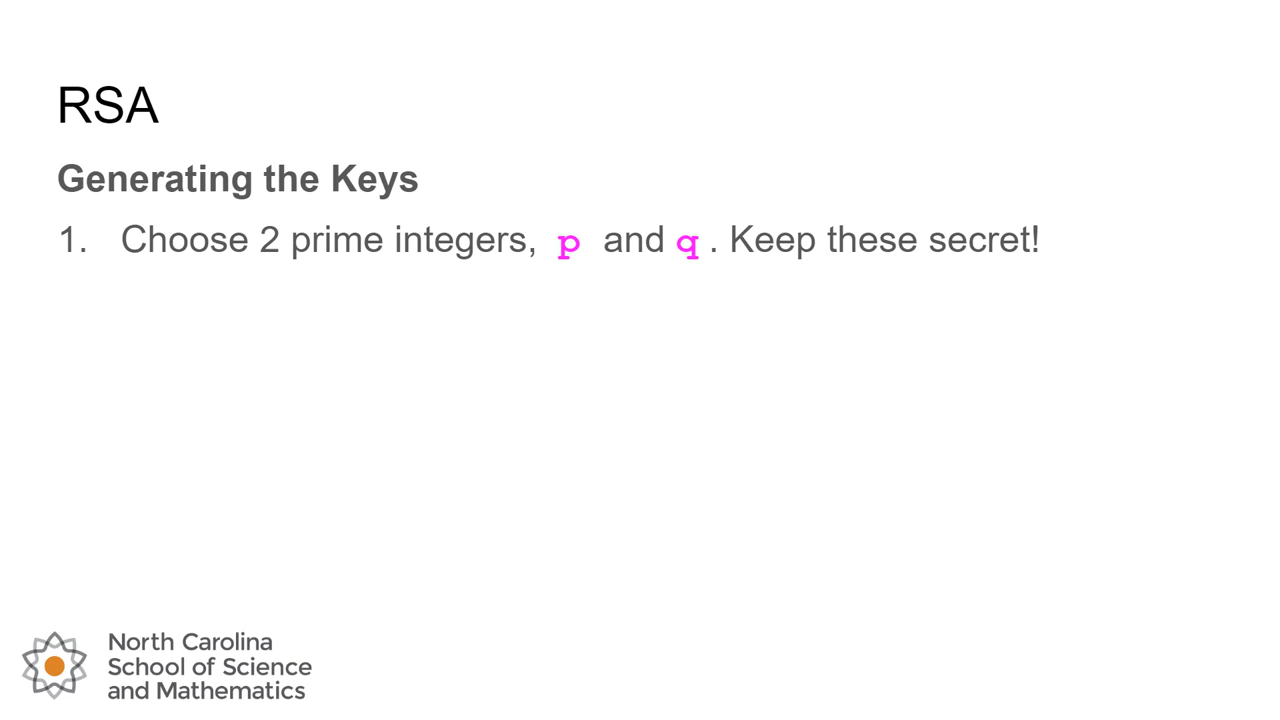 RSA
Generating the Keys
1. Choose 2 prime integers, p and q . Keep these secret!
North Carolina
School of Science
and Mathematics